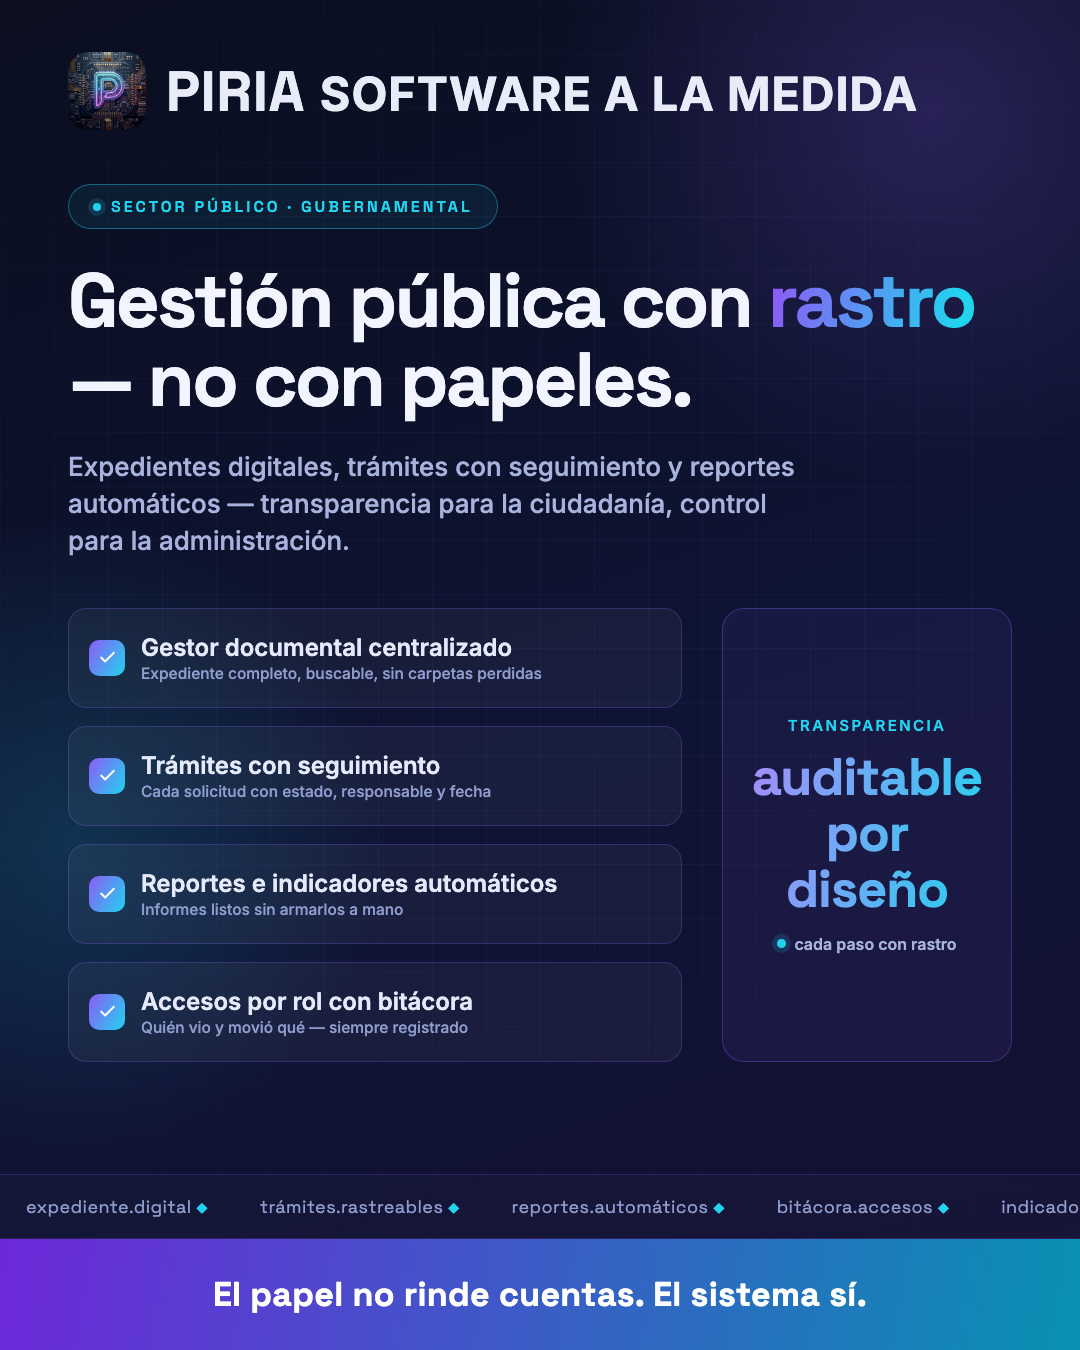 PIRIA SOFTWARE A LA MEDIDA
SECTOR PÚBLICO · GUBERNAMENTAL
Gestión pública con rastro
— no con papeles.
Expedientes digitales, trámites con seguimiento y reportes
automáticos — transparencia para la ciudadanía, control
para la administración.
Gestor documental centralizado
Expediente completo, buscable, sin carpetas perdidas
Trámites con seguimiento
Cada solicitud con estado, responsable y fecha
Reportes e indicadores automáticos
Informes listos sin armarlos a mano
Accesos por rol con bitácora
Quién vio y movió qué — siempre registrado
TRANSPARENCIA
auditable
por
diseño
cada paso con rastro
expediente.digital ◆ trámites.rastreables ◆ reportes.automáticos ◆ bitácora.accesos ◆ indicado
El papel no rinde cuentas. El sistema sí.